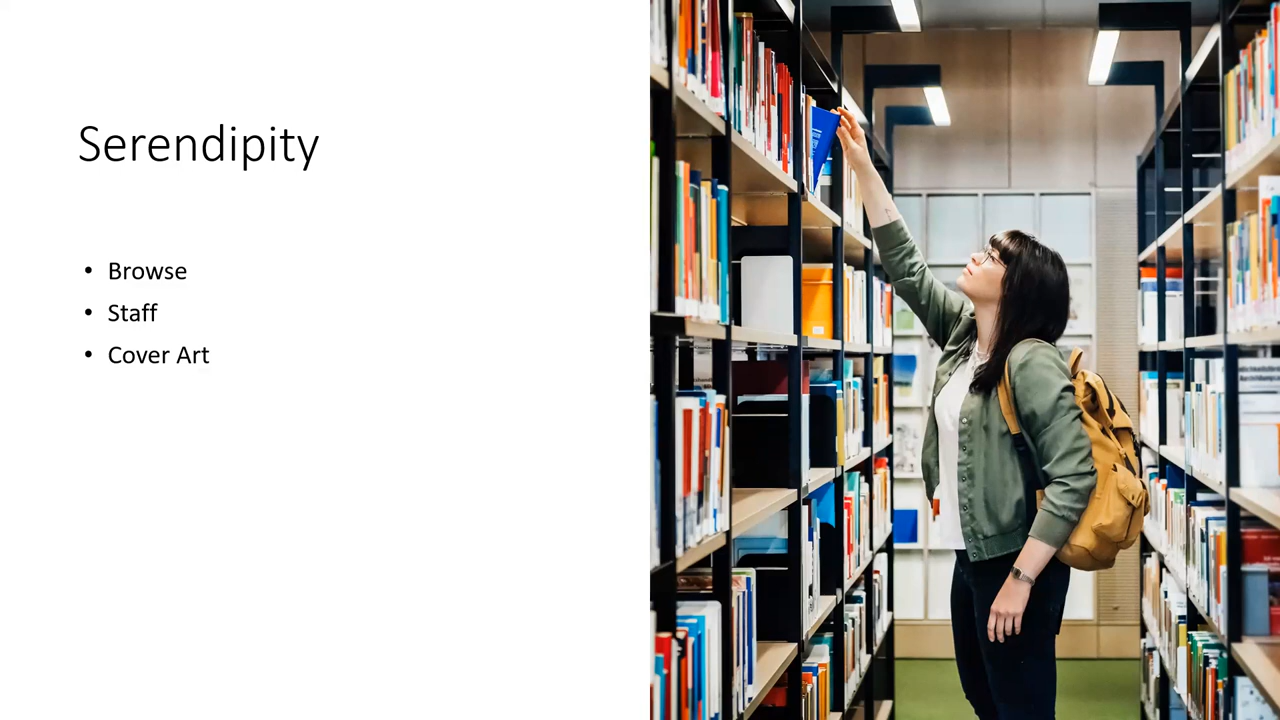 Serendipity
• Browse
• Staff
• Cover Art